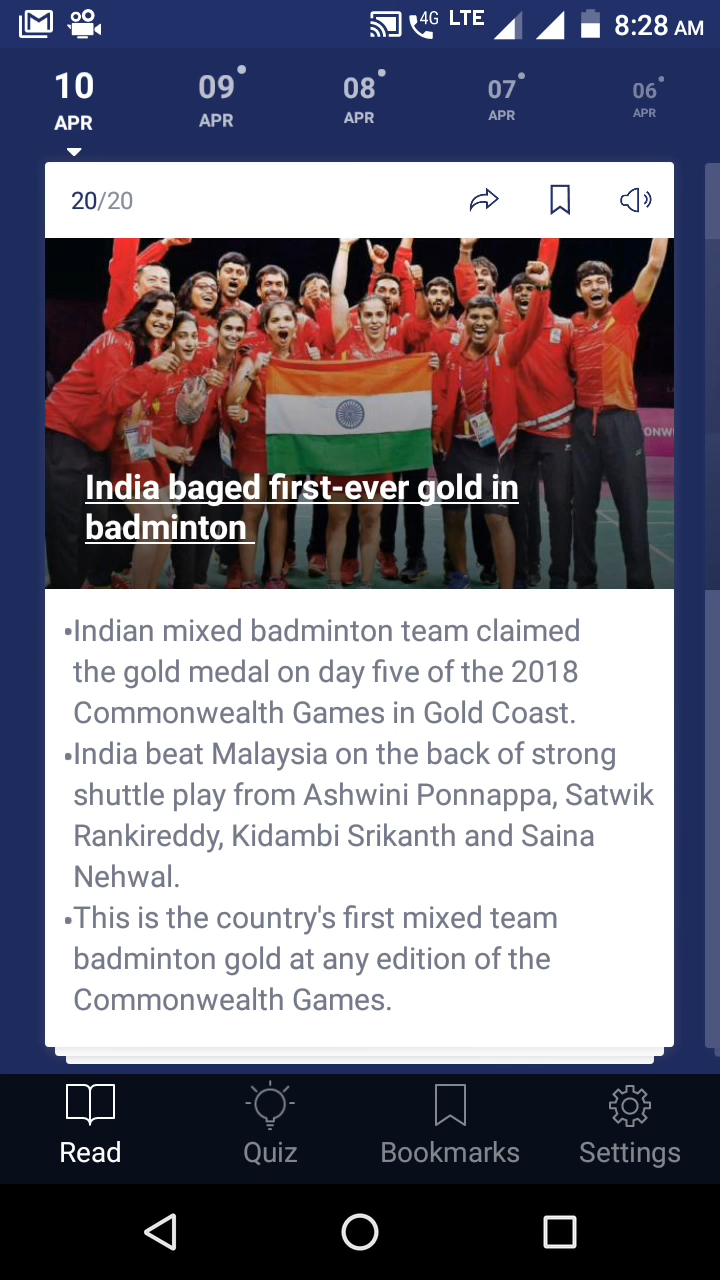 4G LTE 8:28 AM
10 09 08 07 06
APR APR APR APR APR
20/20
ONW
India baged first-ever gold in
badminton
•Indian mixed badminton team claimed
the gold medal on day five of the 2018
Commonwealth Games in Gold Coast.
•India beat Malaysia on the back of strong
shuttle play from Ashwini Ponnappa, Satwik
Rankireddy, Kidambi Srikanth and Saina
Nehwal.
•This is the country's first mixed team
badminton gold at any edition of the
Commonwealth Games.
Read Quiz Bookmarks Settings